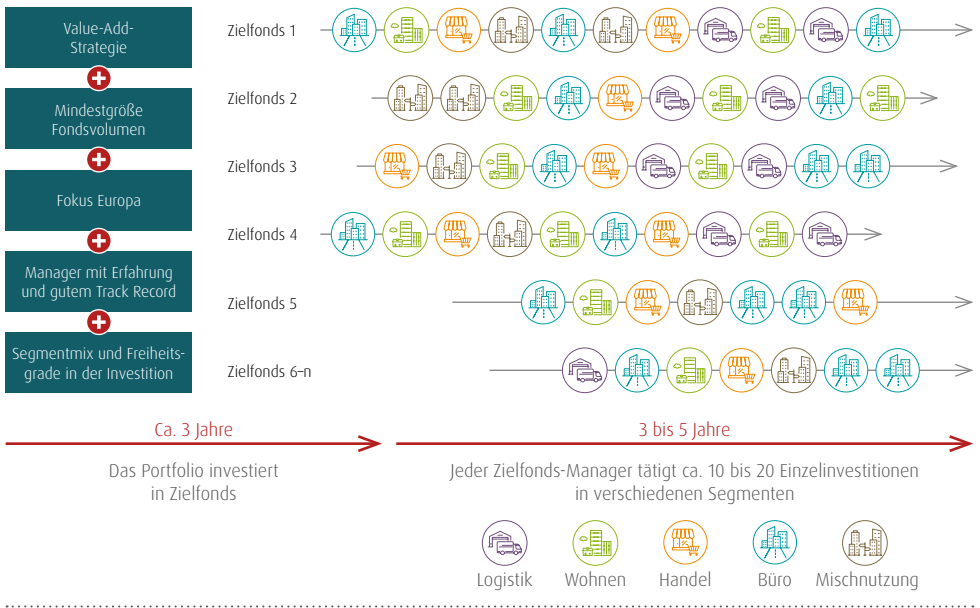 Value-Add-
Strategie
Mindestgröße
Fondsvolumen
Fokus Europa
Manager mit Erfahrung
und gutem Track Record
Segmentmix und Freiheits-
grade in der Investition
Zielfonds 1
Zielfonds 2
Zielfonds 3
Zielfonds 4
Zielfonds 5
Zielfonds 6–n
Ca. 3 Jahre
Das Portfolio investiert
in Zielfonds
3 bis 5 Jahre
Jeder Zielfonds-Manager tätigt ca. 10 bis 20 Einzelinvestitionen
in verschiedenen Segmenten
Logistik
Wohnen
Handel
Büro
Mischnutzung